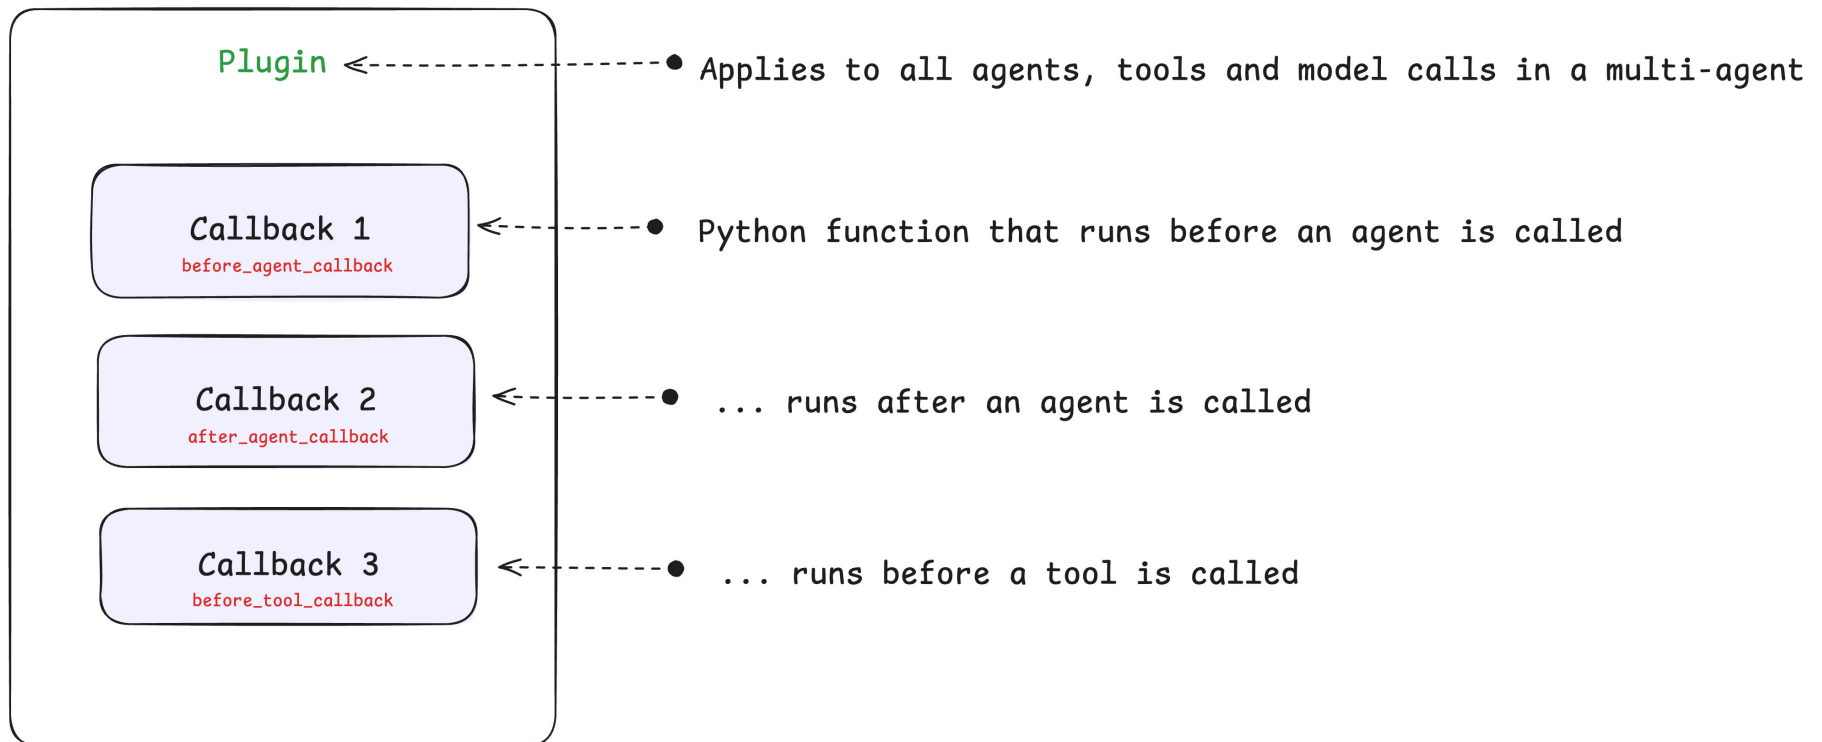 Plugin
Applies to all agents, tools and model calls in a multi-agent
Callback 1
before_agent_callback
Python function that runs before an agent is called
Callback 2
after_agent_callback
... runs after an agent is called
Callback 3
before_tool_callback
... runs before a tool is called